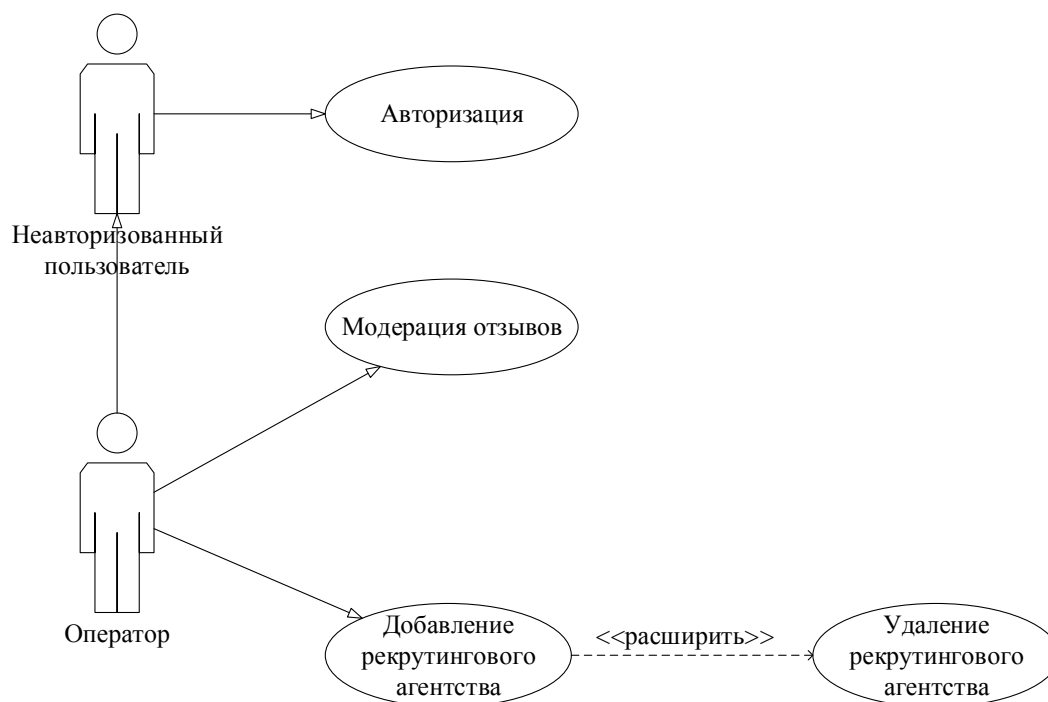 Авторизация
Неавторизованный
пользователь
Модерация отзывов
Оператор
Добавление
рекрутингового
агентства
<<расширить>>
Удаление
рекрутингового
агентства